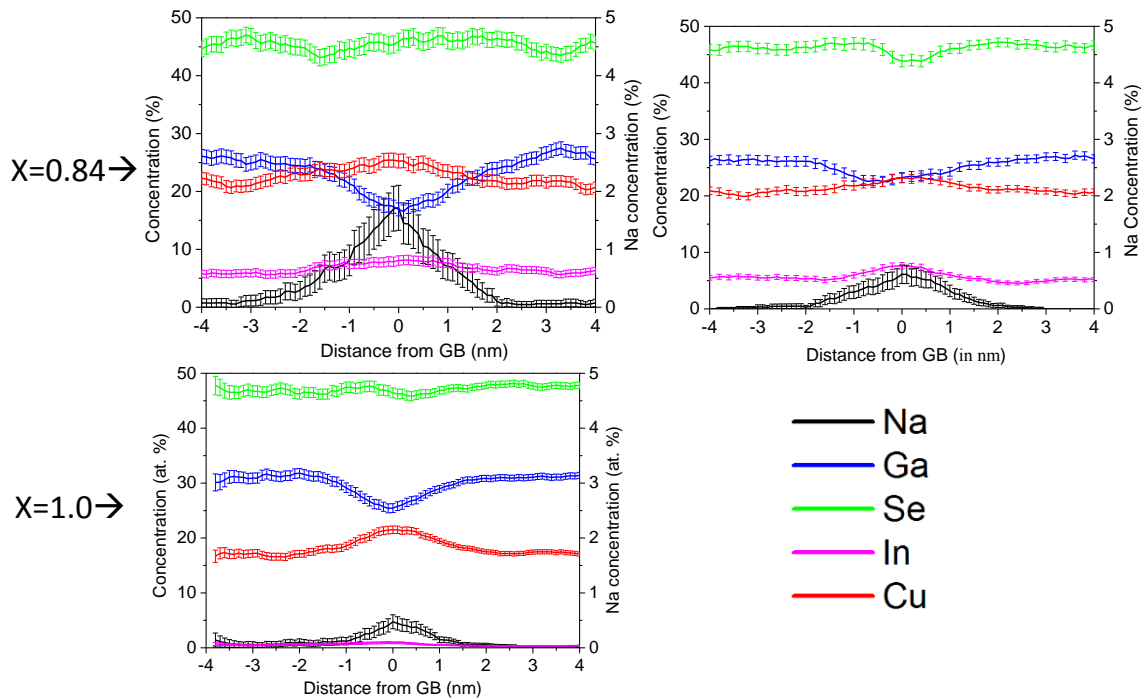 X=0.84→
Concentration (%)
50
40
30
20
10
0
5
4
3
2
1
0
Na concentration (%)
-4 -3 -2 -1 0 1 2 3 4
Distance from GB (nm)
Concentration (%)
50
40
30
20
10
0
5
4
3
2
1
0
Na Concentration (%)
-4 -3 -2 -1 0 1 2 3 4
Distance from GB (in nm)
X=1.0→
Concentration (at. %)
50
40
30
20
10
0
5
4
3
2
1
0
Na concentration (at. %)
-4 -3 -2 -1 0 1 2 3 4
Distance from GB (nm)
Na
Ga
Se
In
Cu